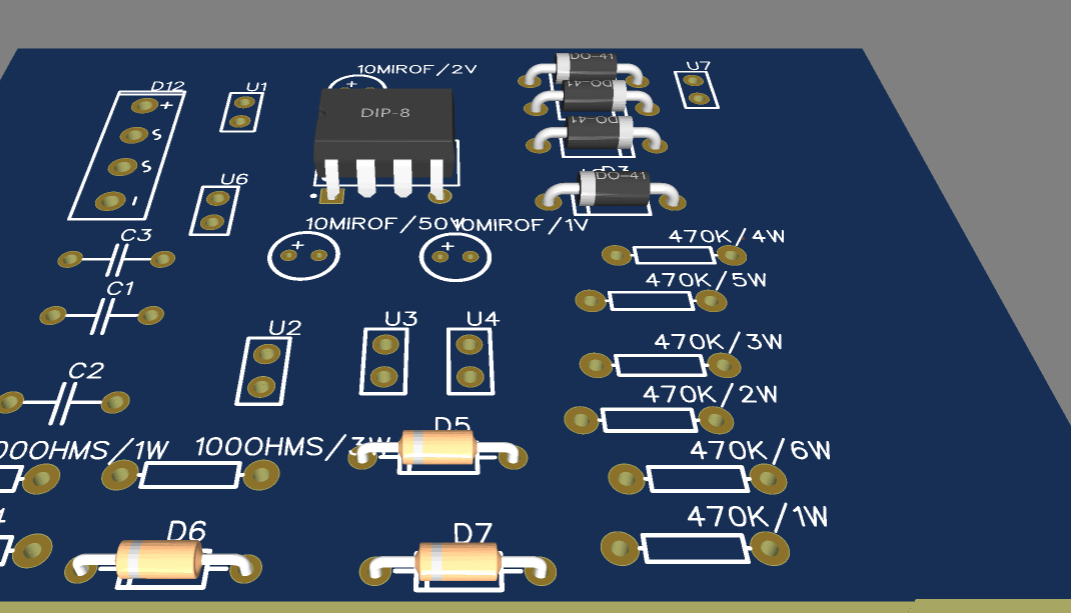 10MIROF/2V
DO-41
U7
D12
U1
+
DO-41
+
DIP-8
S
DO-41
S
D3
DO-41
U6
-
10MIROF/50V
10MIROF/1V
C3
470K/4W
+
+
C1
470K/5W
U2
U3
U4
470K/3W
C2
470K/2W
D5
00OHMS/1W
100OHMS/3W
470K/6W
D6
D7
470K/1W